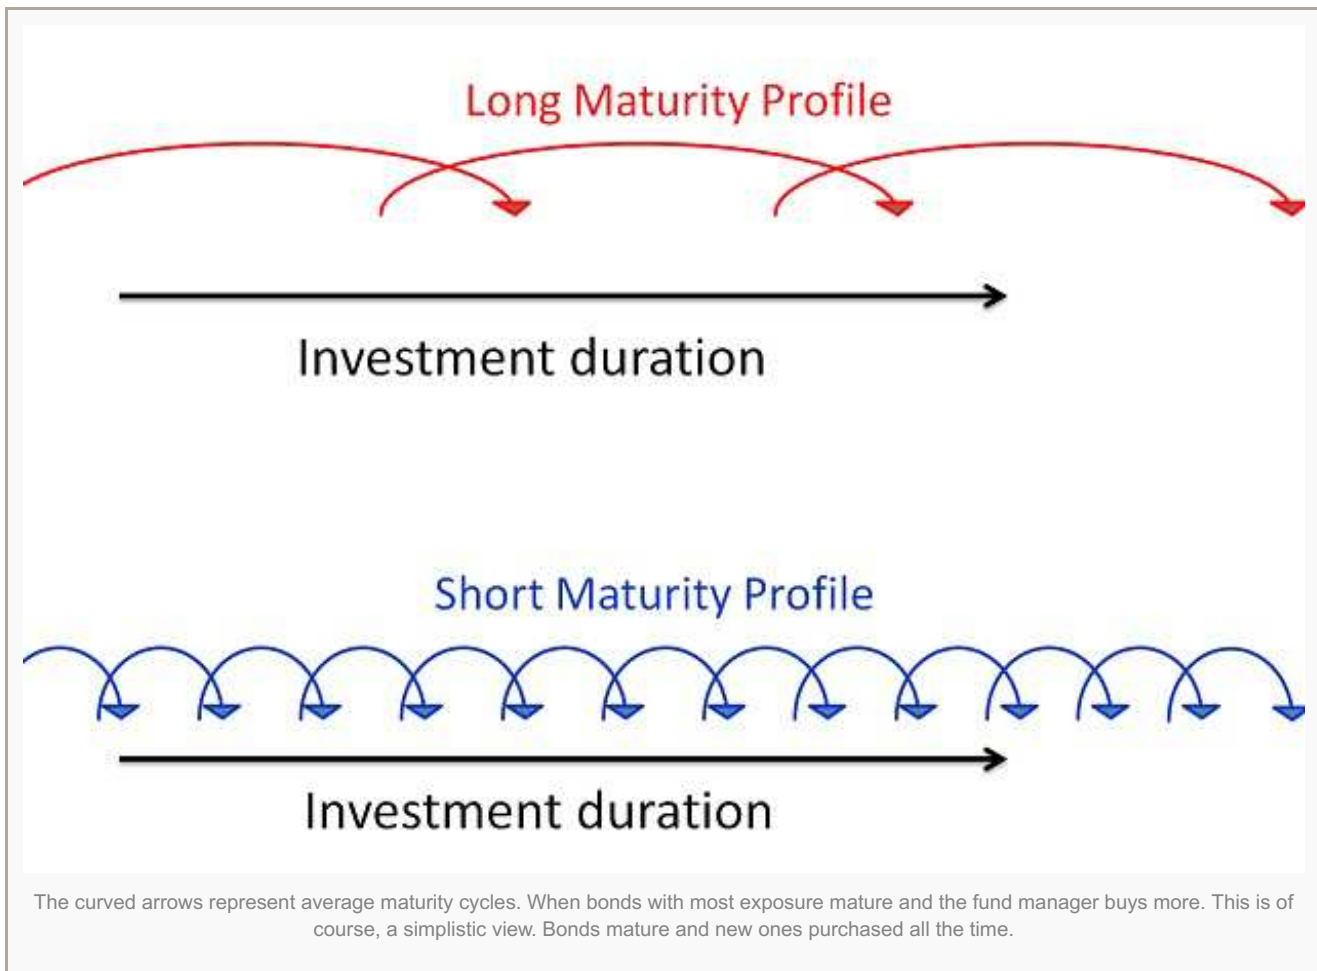 Long Maturity Profile
Investment duration
Short Maturity Profile
Investment duration
The curved arrows represent average maturity cycles. When bonds with most exposure mature and the fund manager buys more. This is of
course, a simplistic view. Bonds mature and new ones purchased all the time.